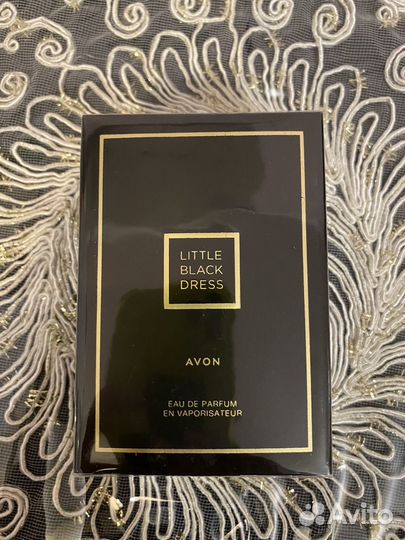 LITTLE
BLACK
DRESS
AVON
EAU DE PARFUM
EN VAPORISATEUR
Avito